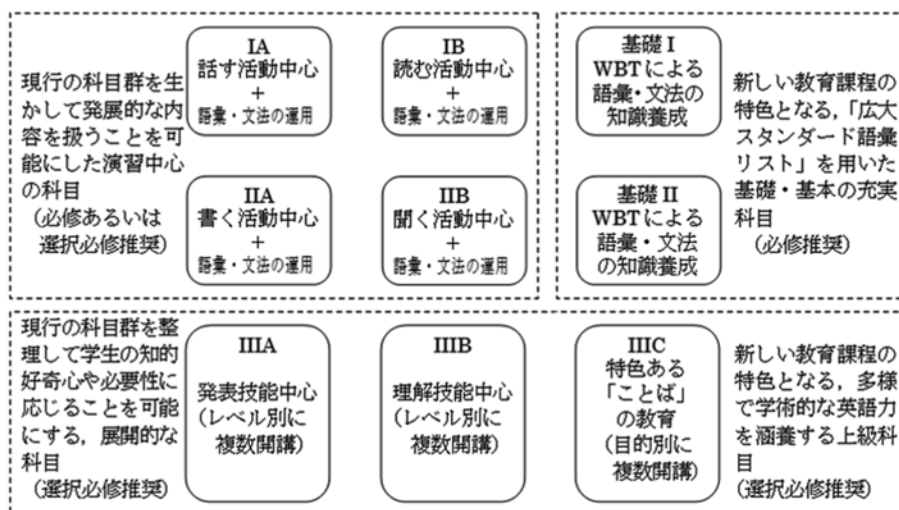 現行の科目群を生
かして発展的な内
容を扱うことを可
能にした演習中心
の科目
(必修あるいは
選択必修推奨)
IA
話す活動中心
+
語彙・文法の運用
IB
読む活動中心
+
語彙・文法の運用
IIA
書く活動中心
+
語彙・文法の運用
IIB
聞く活動中心
+
語彙・文法の運用
基礎 I
WBTによる
語彙・文法の
知識養成
基礎 II
WBTによる
語彙・文法
の知識養成
新しい教育課程の
特色となる,「広大
スタンダード語彙
リスト」を用いた
基礎・基本の充実
科目
(必修推奨)
現行の科目群を整
理して学生の知的
好奇心や必要性に
応じることを可能
にする, 展開的な
科目
(選択必修推奨)
IIIA
発表技能中心
(レベル別に
複数開講)
IIIB
理解技能中心
(レベル別に
複数開講)
IIIC
特色ある
「ことば」
の教育
(目的別に
複数開講)
新しい教育課程の
特色となる, 多様
で学術的な英語力
を涵養する上級科
目
(選択必修推奨)